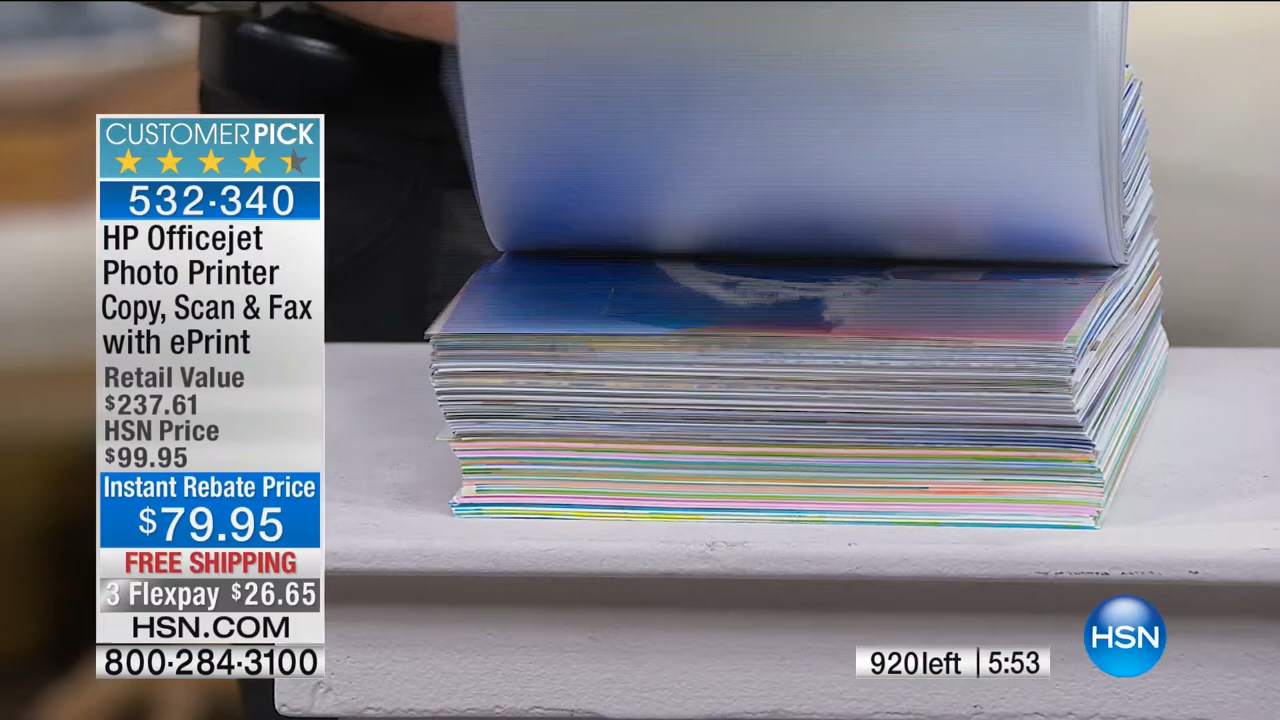 CUSTOMERPICK
532-340
HP Officejet
Photo Printer
Copy, Scan & Fax
with ePrint
Retail Value
$237.61
HSN Price
$99.95
Instant Rebate Price
$79.95
FREE SHIPPING
3 Flexpay $26.65
HSN.COM
800-284-3100
920 left | 5:53
HSN